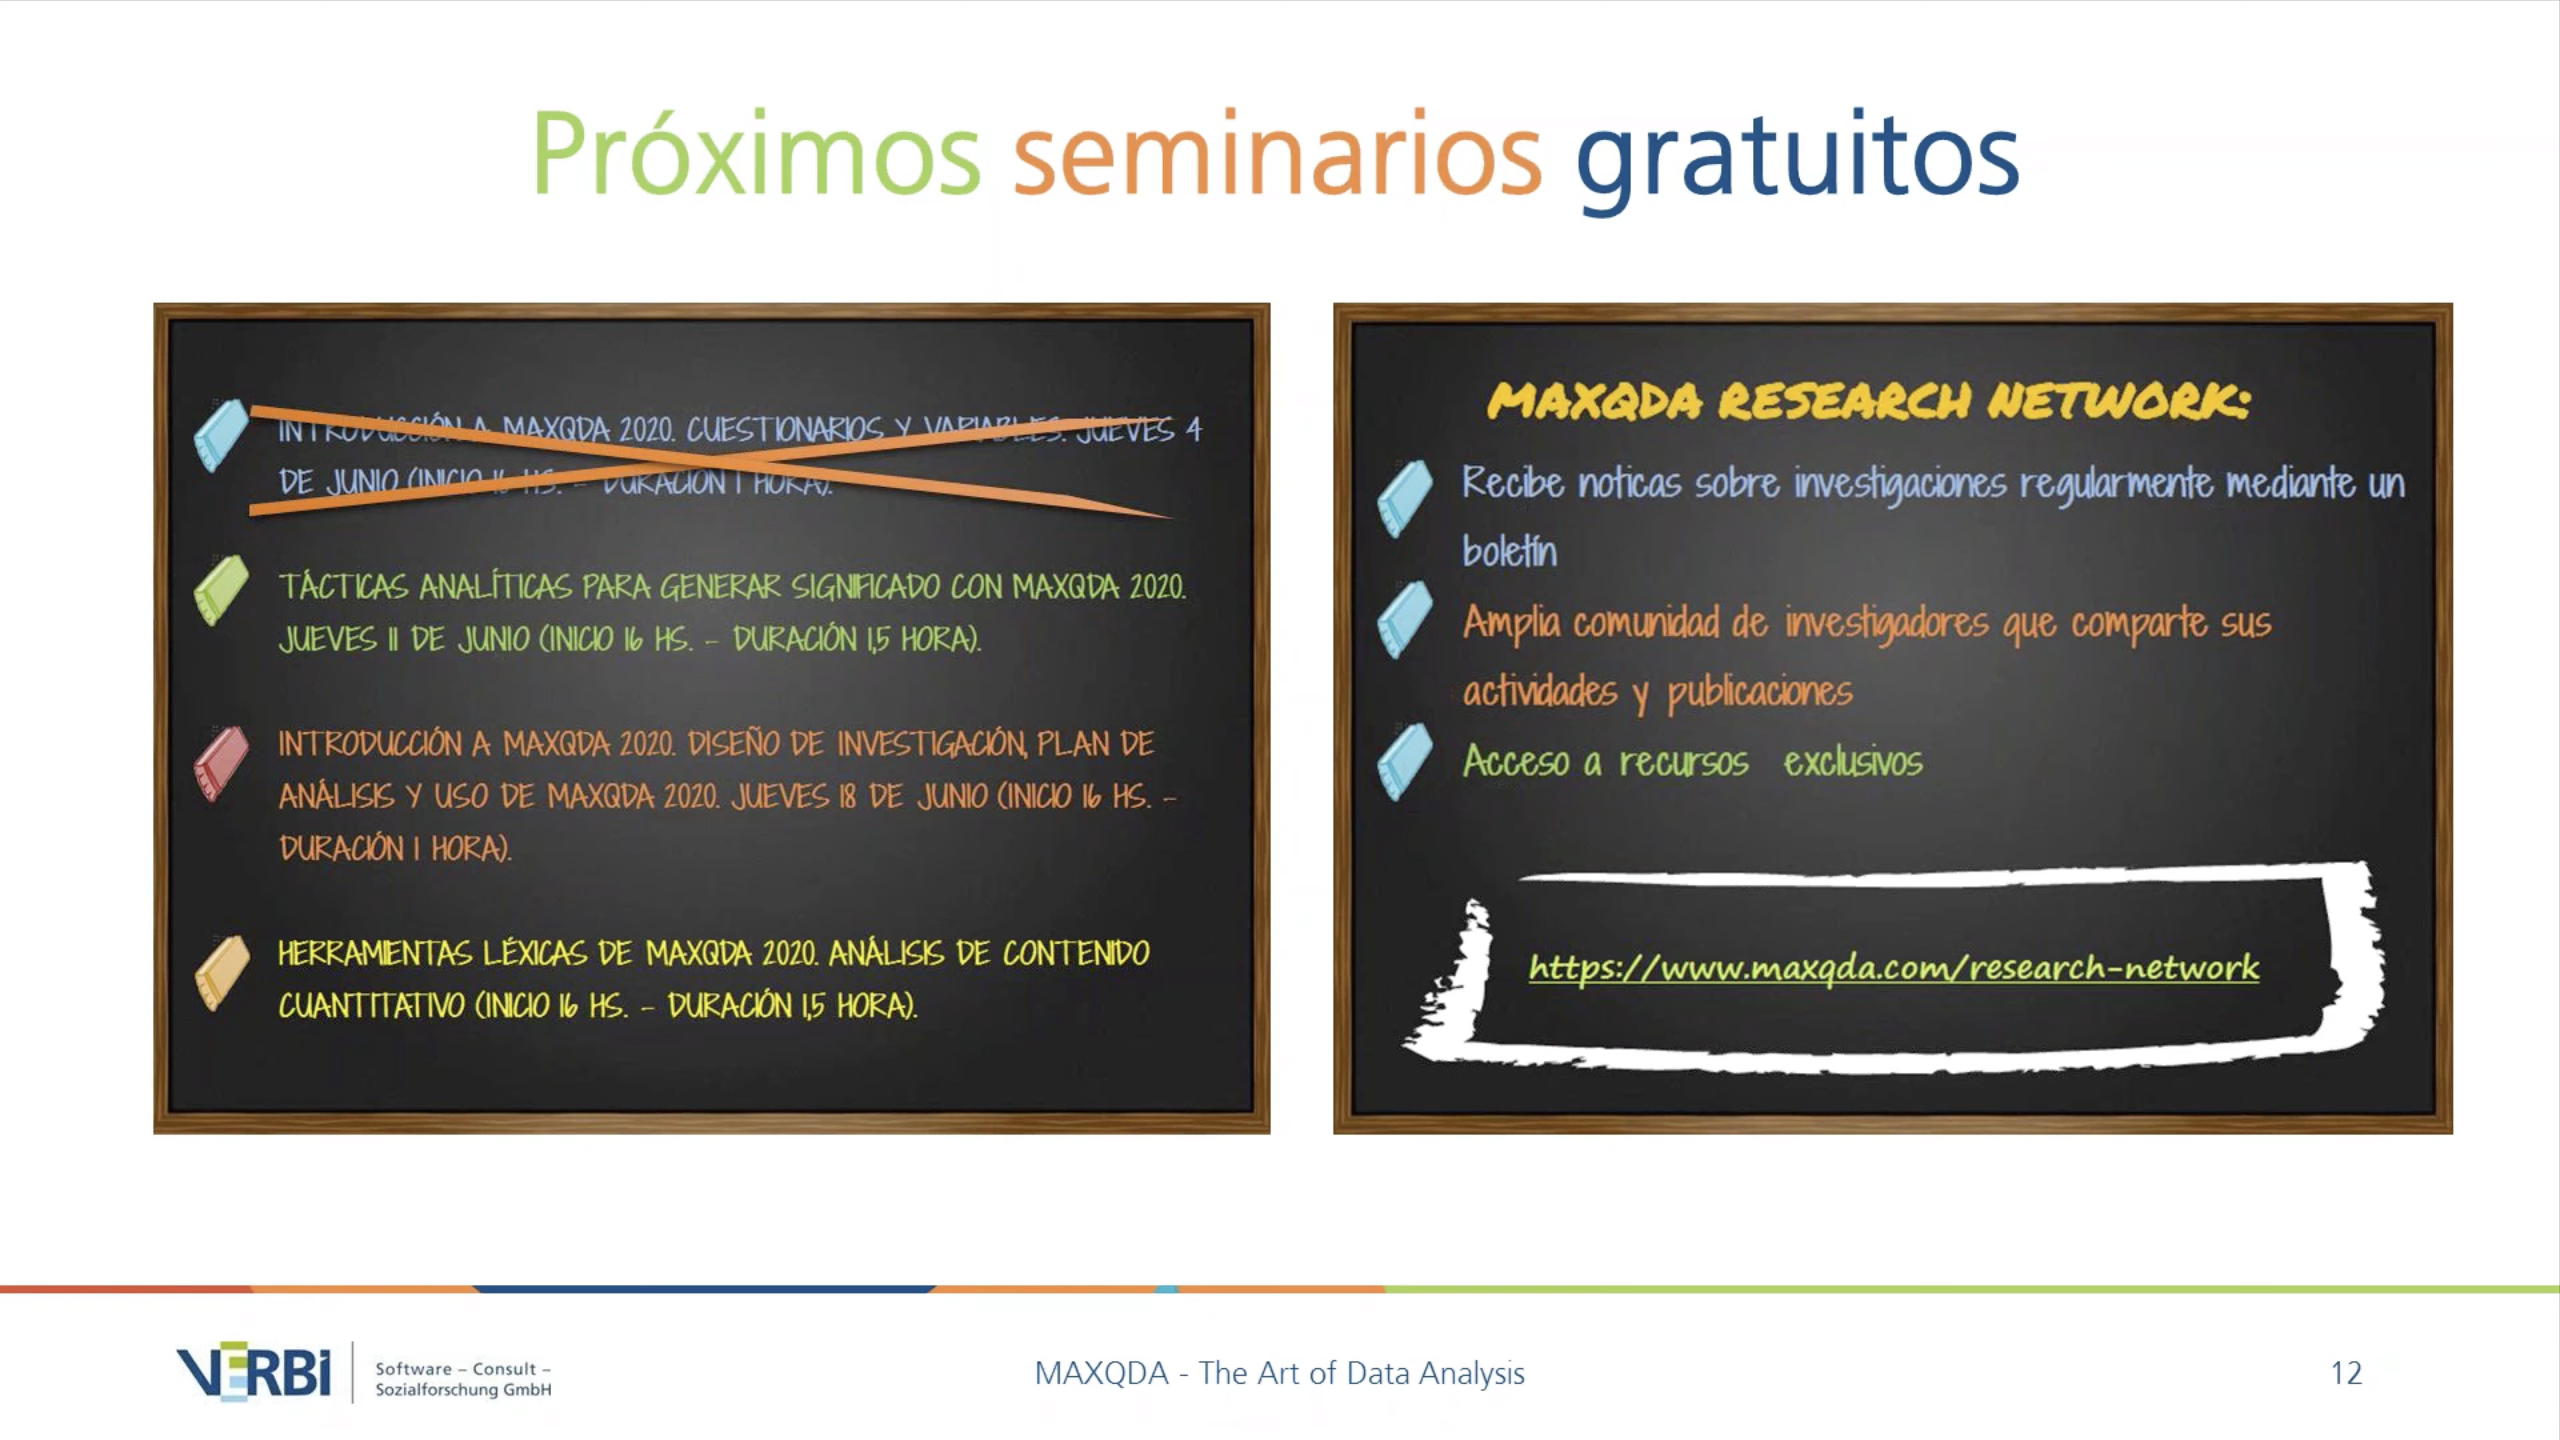 Próximos seminarios gratuitos
INTRODUCCIÓN A MAXQDA 2020. CUESTIONARIOS Y VARIABLES. JUEVES 4
DE JUNIO (INICIO 16 HS. - DURACIÓN 1 HORA).
TÁCTICAS ANALÍTICAS PARA GENERAR SIGNIFICADO CON MAXQDA 2020.
JUEVES 11 DE JUNIO (INICIO 16 HS. - DURACIÓN 1,5 HORA).
INTRODUCCIÓN A MAXQDA 2020. DISEÑO DE INVESTIGACIÓN, PLAN DE
ANÁLISIS Y USO DE MAXQDA 2020. JUEVES 18 DE JUNIO (INICIO 16 HS. -
DURACIÓN 1 HORA).
HERRAMIENTAS LÉXICAS DE MAXQDA 2020. ANÁLISIS DE CONTENIDO
CUANTITATIVO (INICIO 16 HS. - DURACIÓN 1,5 HORA).
MAXQDA RESEARCH NETWORK:
Recibe noticas sobre investigaciones regularmente mediante un
boletín
Amplia comunidad de investigadores que comparte sus
actividades y publicaciones
Acceso a recursos exclusivos
https://www.maxqda.com/research-network
VERBI
Software – Consult –
Sozialforschung GmbH
MAXQDA - The Art of Data Analysis
12